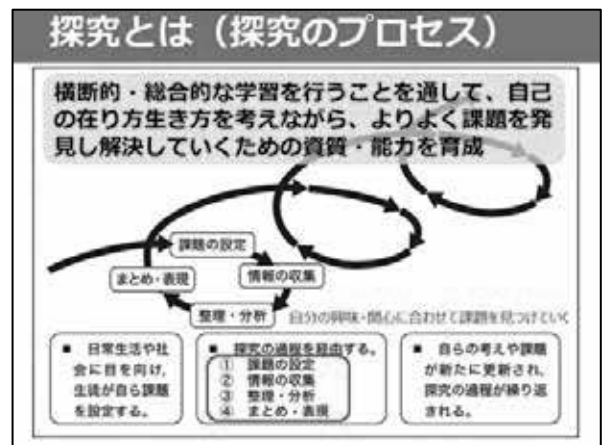 探究とは（探究のプロセス）
横断的・総合的な学習を行うことを通して、自己
の在り方生き方を考えながら、よりよく課題を発
見し解決していくための資質・能力を育成
課題の設定
まとめ・表現
情報の収集
整理・分析
自分の興味・関心に合わせて課題を見つけていく
■ 日常生活や社
会に目を向け,
生徒が自ら課題
を設定する。
■ 探究の過程を経由する。
① 課題の設定
② 情報の収集
③ 整理・分析
④ まとめ・表現
■ 自らの考えや課題
が新たに更新され,
探究の過程が繰り返
される。